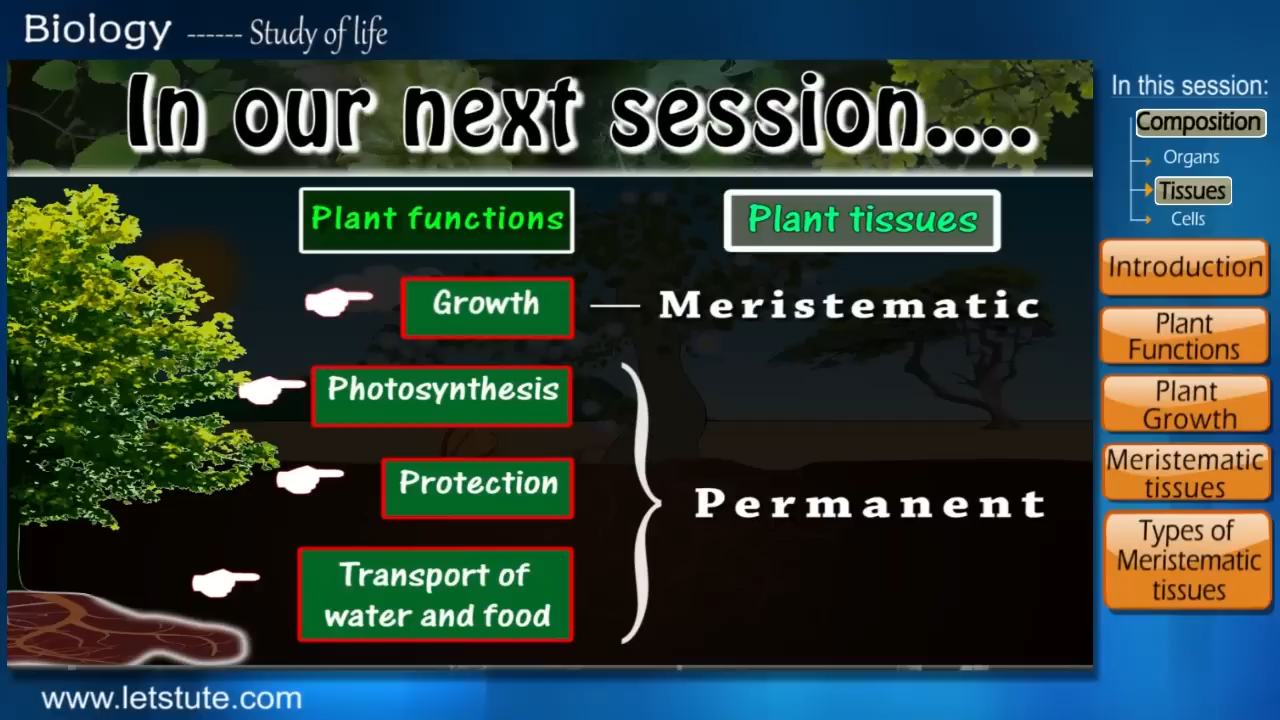 Biology ------ Study of life
In our next session....
Plant functions
Plant tissues
Growth
Meristematic
Photosynthesis
Protection
Permanent
Transport of
water and food
In this session:
Composition
Organs
Tissues
Cells
Introduction
Plant
Functions
Plant
Growth
Meristematic
tissues
Types of
Meristematic
tissues
www.letstute.com